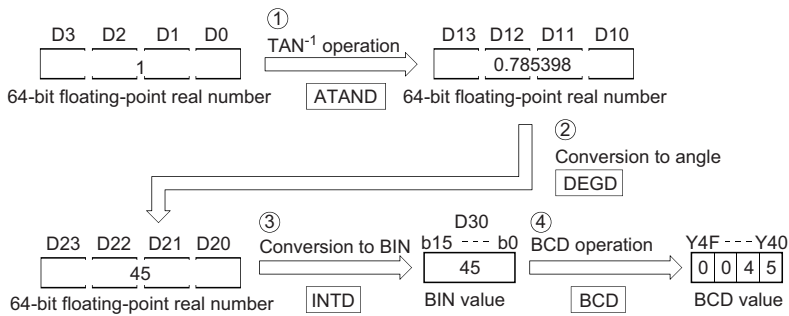 ①
D3 D2 D1 D0
TAN-1 operation
D13 D12 D11 D10
1
0.785398
64-bit floating-point real number
ATAND
64-bit floating-point real number
②
Conversion to angle
DEGD
③
D30
④
D23 D22 D21 D20
Conversion to BIN
b15 ---- b0
BCD operation
Y4F --- Y40
45
45
0 0 4 5
64-bit floating-point real number
INTD
BIN value
BCD
BCD value